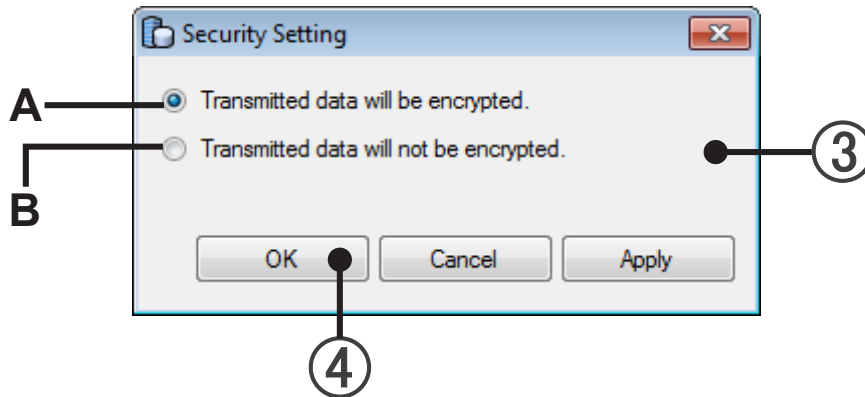 Security Setting
A
Transmitted data will be encrypted.
B
Transmitted data will not be encrypted.
③
OK
Cancel
Apply
④